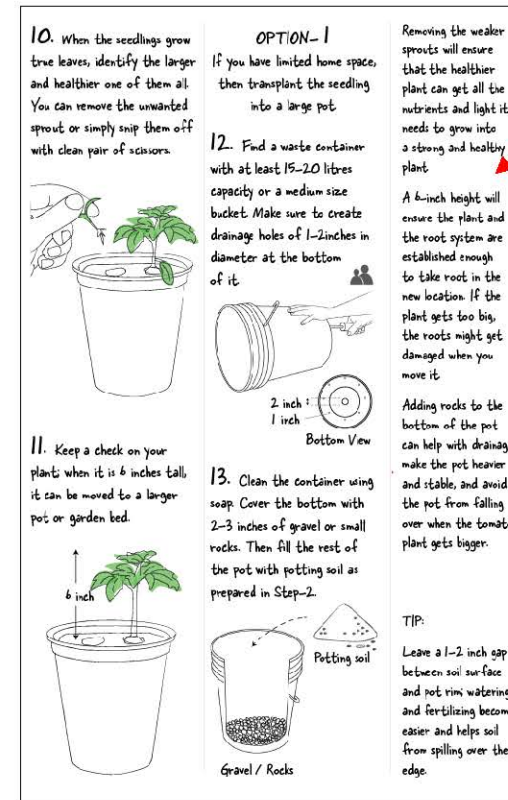 10. When the seedlings grow
true leaves, identify the larger
and healthier one of them all.
You can remove the unwanted
sprout or simply snip them off
with clean pair of scissors.
11. Keep a check on your
plant; when it is 6 inches tall,
it can be moved to a larger
pot or garden bed.
6 inch
OPTION-1
If you have limited home space,
then transplant the seedling
into a large pot
12. Find a waste container
with at least 15-20 litres
capacity or a medium size
bucket. Make sure to create
drainage holes of 1-2inches in
diameter at the bottom
of it.
2 inch
1 inch
Bottom View
13. Clean the container using
soap. Cover the bottom with
2-3 inches of gravel or small
rocks. Then fill the rest of
the pot with potting soil as
prepared in Step-2.
Potting soil
Gravel / Rocks
Removing the weaker
sprouts will ensure
that the healthier
plant can get all the
nutrients and light it
needs to grow into
a strong and healthy
plant
A 6-inch height will
ensure the plant and
the root system are
established enough
to take root in the
new location. If the
plant gets too big,
the roots might get
damaged when you
move it.
Adding rocks to the
bottom of the pot
can help with drainag
make the pot heavier
and stable, and avoid
the pot from falling
over when the tomat
plant gets bigger.
TIP:
Leave a 1-2 inch gap
between soil surface
and pot rim; watering
and fertilizing becom
easier and helps soil
from spilling over the
edge.